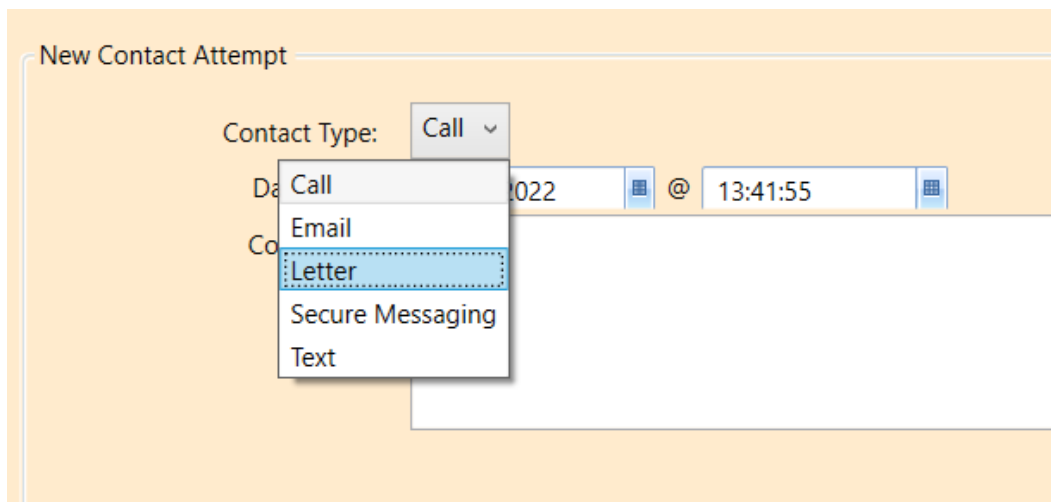 New Contact Attempt
Contact Type: Call
Call
2022 @ 13:41:55
Email
Letter
Secure Messaging
Text